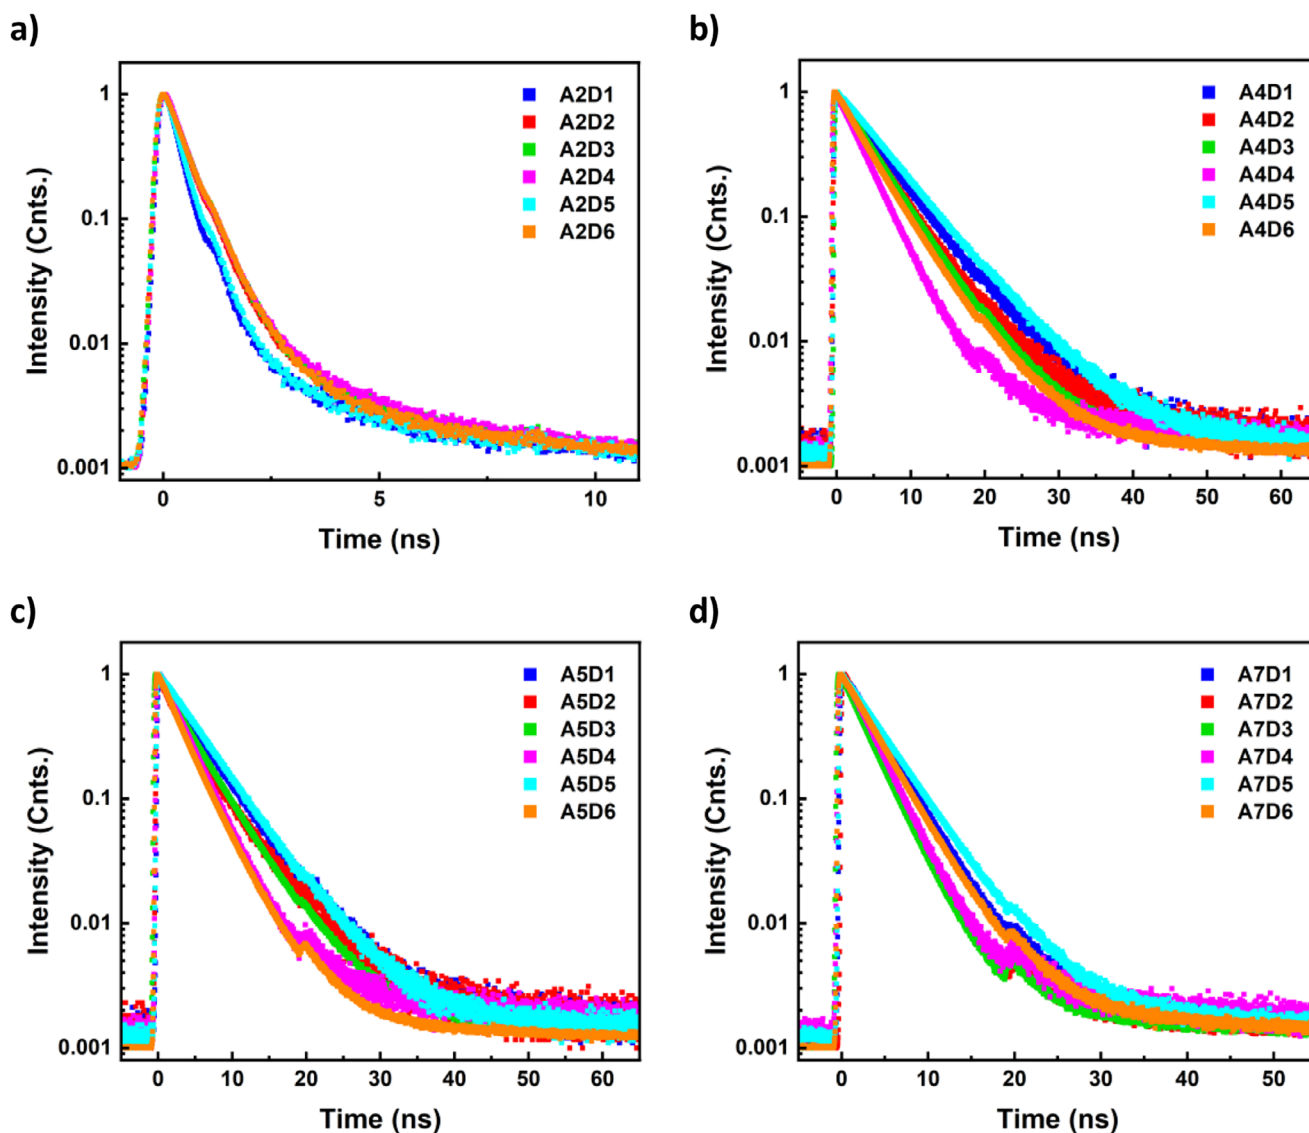 a)
Intensity (Cnts.)
1
0.1
0.01
0.001
A2D1
A2D2
A2D3
A2D4
A2D5
A2D6
0 5 10
Time (ns)
b)
Intensity (Cnts.)
1
0.1
0.01
0.001
A4D1
A4D2
A4D3
A4D4
A4D5
A4D6
0 10 20 30 40 50 60
Time (ns)
c)
Intensity (Cnts.)
1
0.1
0.01
0.001
A5D1
A5D2
A5D3
A5D4
A5D5
A5D6
0 10 20 30 40 50 60
Time (ns)
d)
Intensity (Cnts.)
1
0.1
0.01
0.001
A7D1
A7D2
A7D3
A7D4
A7D5
A7D6
0 10 20 30 40 50
Time (ns)